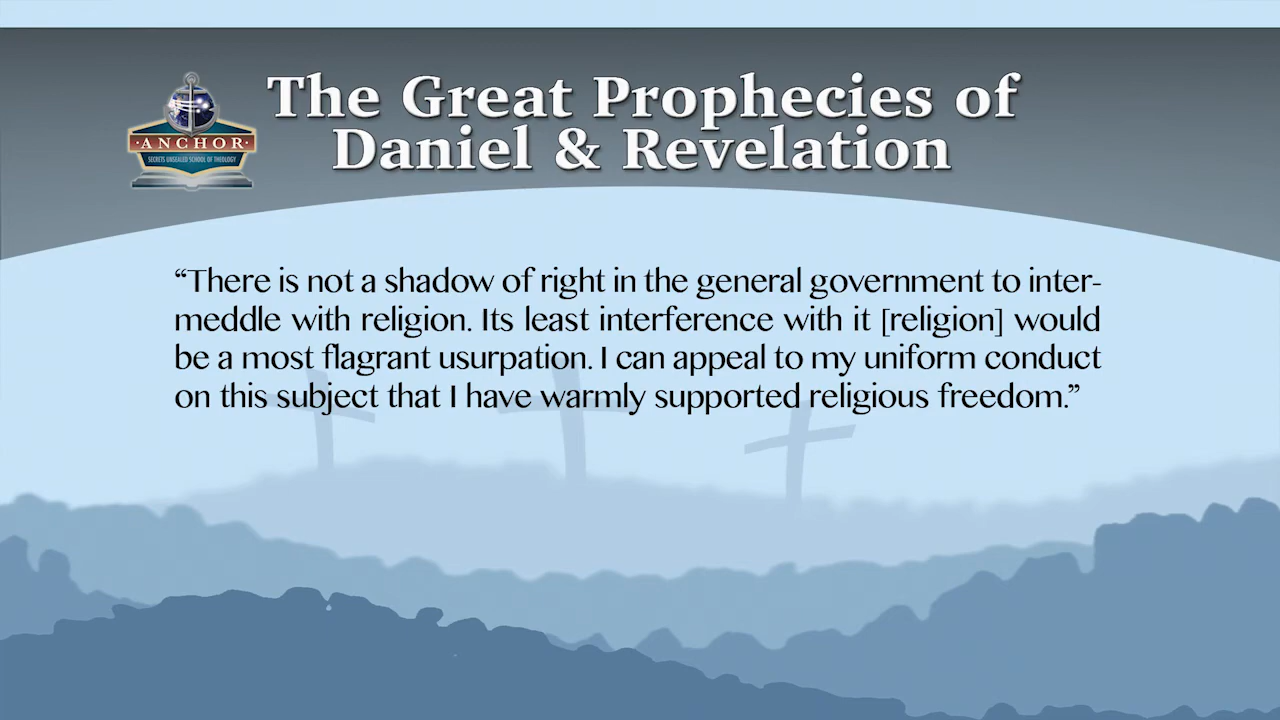 The Great Prophecies of
Daniel & Revelation
·ANCHOR·
SECRETS UNSEALED SCHOOL OF THEOLOGY
“There is not a shadow of right in the general government to inter-
meddle with religion. Its least interference with it [religion] would
be a most flagrant usurpation. I can appeal to my uniform conduct
on this subject that I have warmly supported religious freedom.”